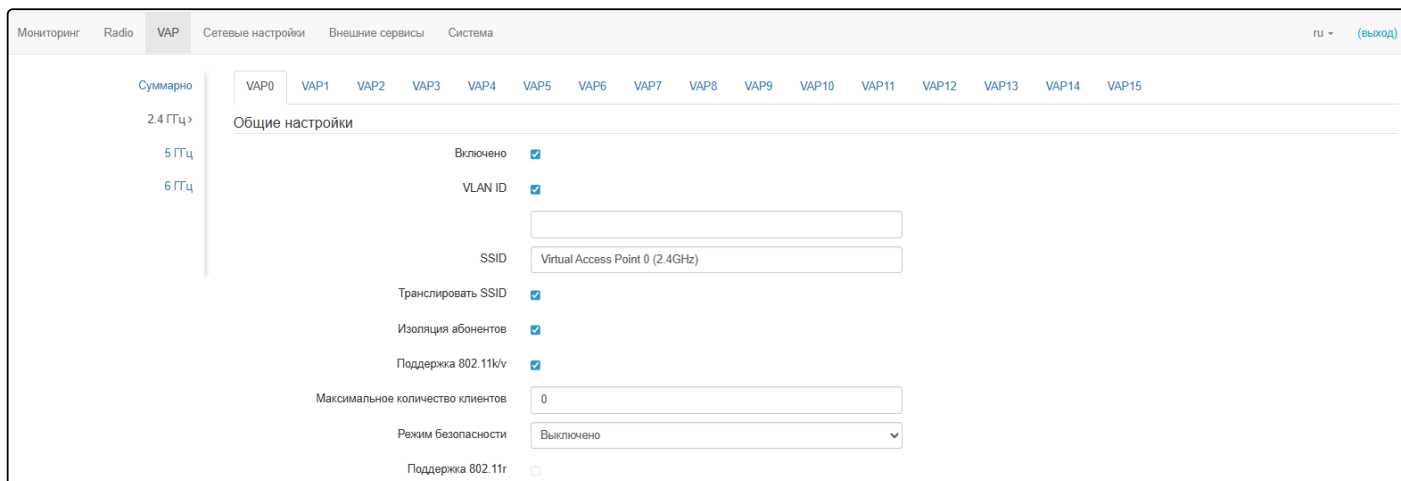 Мониторинг Radio VAP Сетевые настройки Внешние сервисы Система ru (выход)
Суммарно VAP0 VAP1 VAP2 VAP3 VAP4 VAP5 VAP6 VAP7 VAP8 VAP9 VAP10 VAP11 VAP12 VAP13 VAP14 VAP15
2.4 ГГц > Общие настройки
5 ГГц Включено
6 ГГц VLAN ID
SSID Virtual Access Point 0 (2.4GHz)
Транслировать SSID
Изоляция абонентов
Поддержка 802.11k/v
Максимальное количество клиентов 0
Режим безопасности Выключено
Поддержка 802.11r